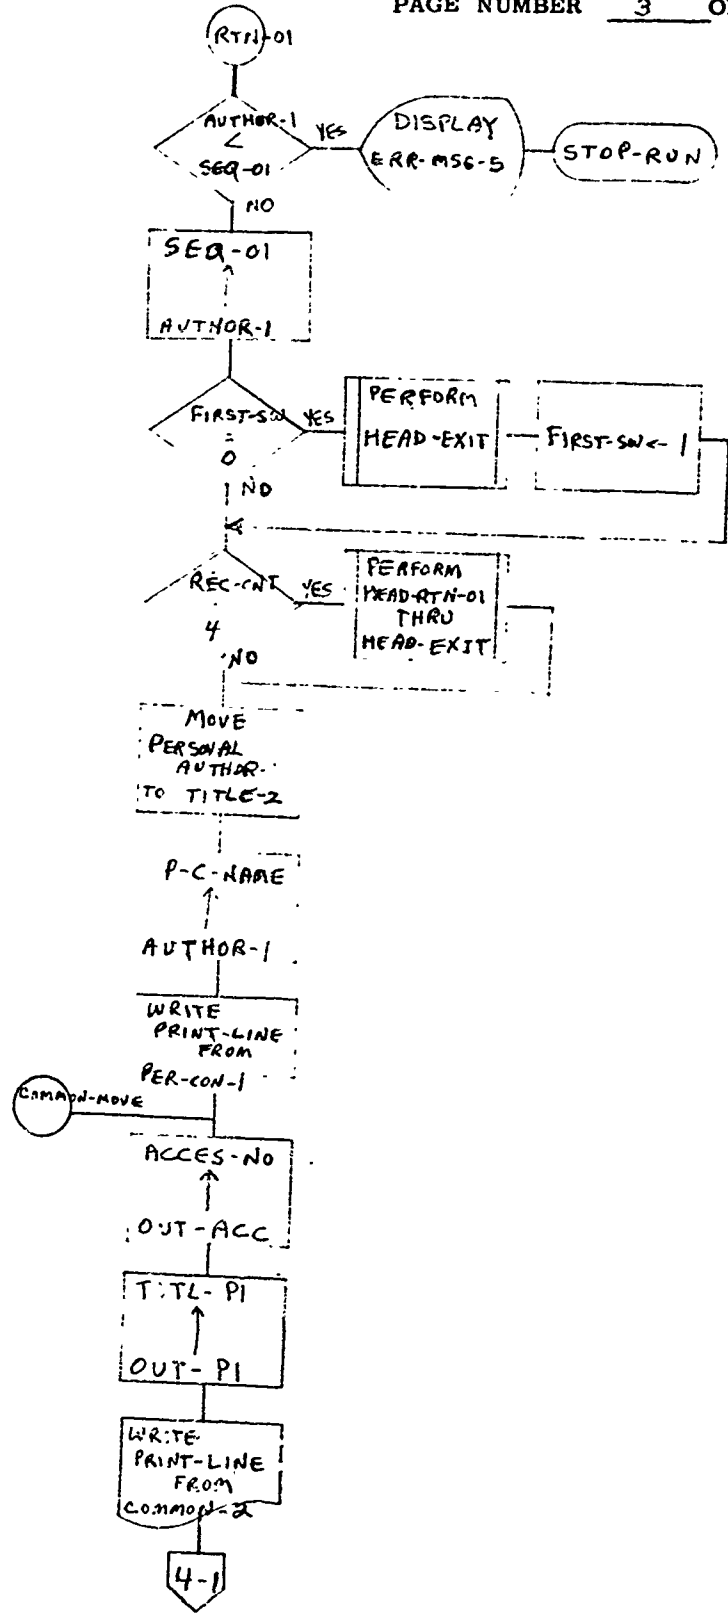 PAGE NUMBER 3 O
RTN-01
AUTHOR-1
<
SEQ-01
YES
DISPLAY
ERR-MSG-5
STOP-RUN
NO
SEQ-01
AUTHOR-1
FIRST-SW
=
0
YES
PERFORM
HEAD-EXIT
FIRST-SW ← 1
NO
REC-CNT
4
YES
PERFORM
HEAD-RTN-01
THRU
HEAD-EXIT
NO
MOVE
PERSONAL
AUTHOR
TO TITLE-2
P-C-NAME
AUTHOR-1
WRITE
PRINT-LINE
FROM
PER-CON-1
COMMON-MOVE
ACCES-NO
OUT-ACC
TITL-P1
OUT-P1
WRITE
PRINT-LINE
FROM
COMMON-2
4-1